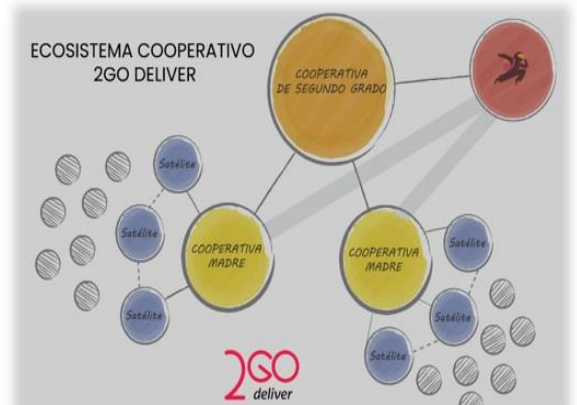 ECOSISTEMA COOPERATIVO
2GO DELIVER
COOPERATIVA
DE SEGUNDO GRADO
Satélite
Satélite
Satélite
COOPERATIVA
MADRE
COOPERATIVA
MADRE
Satélite
Satélite
Satélite
2GO
deliver